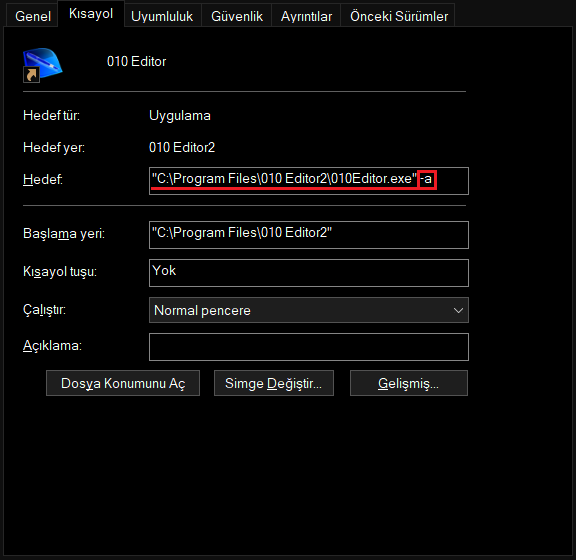 Genel Kısayol Uyumluluk Güvenlik Ayrıntılar Önceki Sürümler
010 Editor
Hedef tür: Uygulama
Hedef yer: 010 Editor2
Hedef: "C:\Program Files\010 Editor2\010Editor.exe" -a
Başlama yeri: "C:\Program Files\010 Editor2"
Kısayol tuşu: Yok
Çalıştır: Normal pencere
Açıklama:
Dosya Konumunu Aç Simge Değiştir... Gelişmiş...